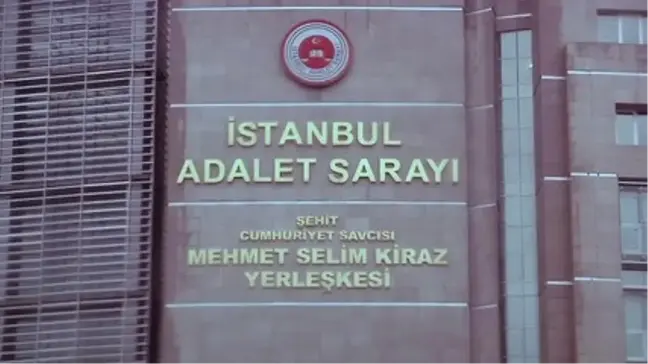 İSTANBUL
ADALET SARAYI
ŞEHİT
CUMHURİYET SAVCISI
MEHMET SELİM KİRAZ
YERLEŞKESİ